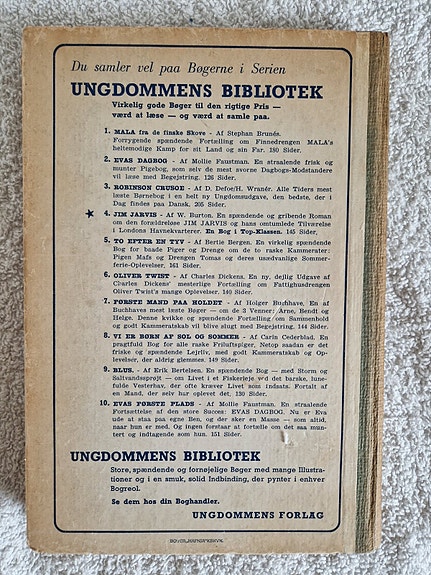 Du samler vel paa Bøgerne i Serien
UNGDOMMENS BIBLIOTEK
Virkelig gode Bøger til den rigtige Pris —
værd at læse — og værd at samle paa.
1. MALA fra de finske Skove - Af Stephan Brunés.
Forrygende spændende Fortælling om Finnedrengen MALA's
heltemodige Kamp for sit Land og sin Far. 180 Sider.
2. EVAS DAGBOG - Af Mollie Faustman. En straalende frisk og
munter Pigebog, som selv de mest svorne Dagbogs-Modstandere
vil læse med Begejstring. 126 Sider.
3. ROBINSON CRUSOE - Af D. Defoe/H. Wranér. Alle Tiders mest
læste Børnebog i en helt ny Ungdomsudgave, den bedste, der i
Dag findes paa Dansk. 205 Sider.
★ 4. JIM JARVIS - Af W. Burton. En spændende og gribende Roman
om den forældreløse JIM JARVIS og hans omtumlede Tilværelse
i Londons Havnekvarterer. En Bog i Top-Klassen. 145 Sider.
5. TO EFTER EN TYV - Af Bertie Bergen. En virkelig spændende
Bog for baade Piger og Drenge om de to raske Kammerater;
Pigen Mafs og Drengen Tomas og deres usædvanlige Sommer-
ferie-Oplevelser. 161 Sider.
6. OLIVER TWIST - Af Charles Dickens. En ny, dejlig Udgave af
Charles Dickens' mesterlige Fortælling om Fattighusdrengen
Oliver Twist's mange Oplevelser. 140 Sider.
7. FØRSTE MAND PAA HOLDET - Af Holger Buchhave, En af
Buchhaves mest læste Bøger — om de 3 Venner: Arne, Bendt og
Helge. Denne kvikke og spændende Fortælling om Sammenhold
og godt Kammeratskab vil blive slugt med Begejstring. 144 Sider.
8. VI ER BØRN AF SOL OG SOMMER - Af Carin Cederblad, En
pragtfuld Bog for alle raske Friluftspiger, Netop saadan er det
friske og spændende Lejrliv, med godt Kammeratskab og Op-
levelser, der aldrig glemmes. 149 Sider.
9. BLUS. - Af Erik Bertelsen. En spændende Bog — med Storm og
Saltvandssprøjt — om Livet i et Fiskerleje ved det barske, lune-
fulde Vesterhav, der ofte kræver Livet som Indsats. Fortalt af
en Mand, der selv har oplevet det, 130 Sider.
10. EVAS FØRSTE PLADS - Af Mollie Faustman. En straalende
Fortsættelse af den store Succes: EVAS DAGBOG. Nu er Eva
ude at staa paa egne Ben, og der sker en Masse — som altid,
naar hun er med. Og ingen forstaar at fortælle om det saa mun-
tert og indtagende som hun. 151 Sider.
UNGDOMMENS BIBLIOTEK
Store, spændende og fornøjelige Bøger med mange Illustra-
tioner og i en smuk, solid Indbinding, der pynter i enhver
Bogreol.
Se dem hos din Boghandler.
UNGDOMMENS FORLAG